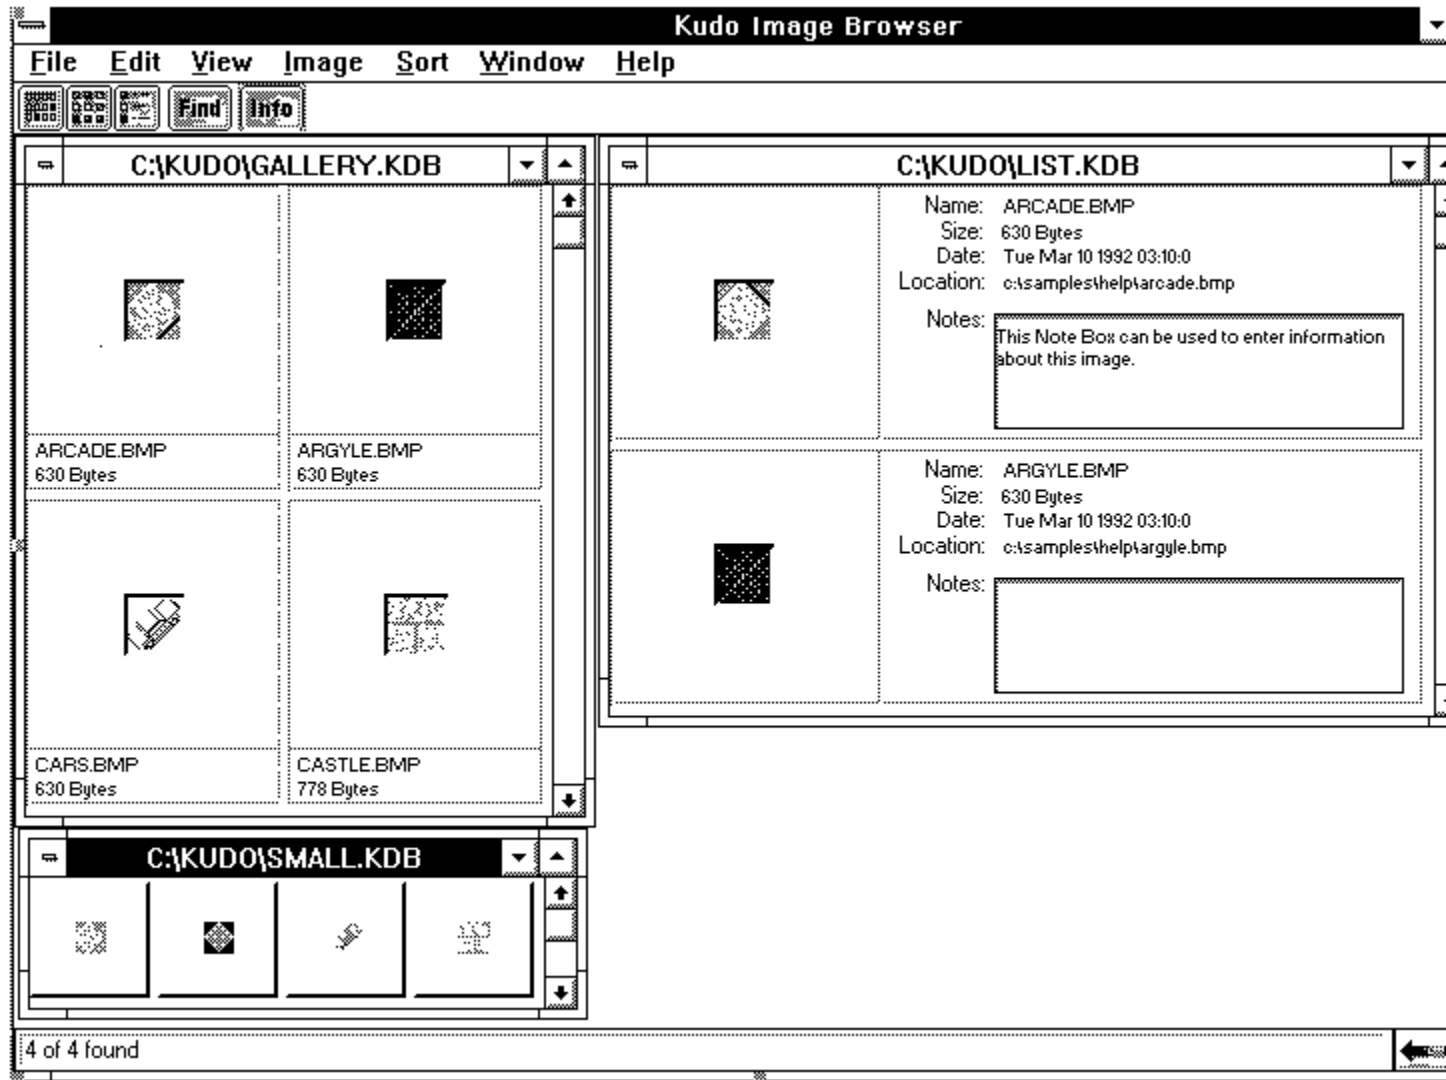 Kudo Image Browser
File Edit View Image Sort Window Help
Find Info
C:\KUDO\GALLERY.KDB
ARCADE.BMP
630 Bytes
ARGYLE.BMP
630 Bytes
CARS.BMP
630 Bytes
CASTLE.BMP
778 Bytes
C:\KUDO\LIST.KDB
Name: ARCADE.BMP
Size: 630 Bytes
Date: Tue Mar 10 1992 03:10:0
Location: c:\samples\help\arcade.bmp
Notes:
This Note Box can be used to enter information
about this image.
Name: ARGYLE.BMP
Size: 630 Bytes
Date: Tue Mar 10 1992 03:10:0
Location: c:\samples\help\argyle.bmp
Notes:
C:\KUDO\SMALL.KDB
4 of 4 found